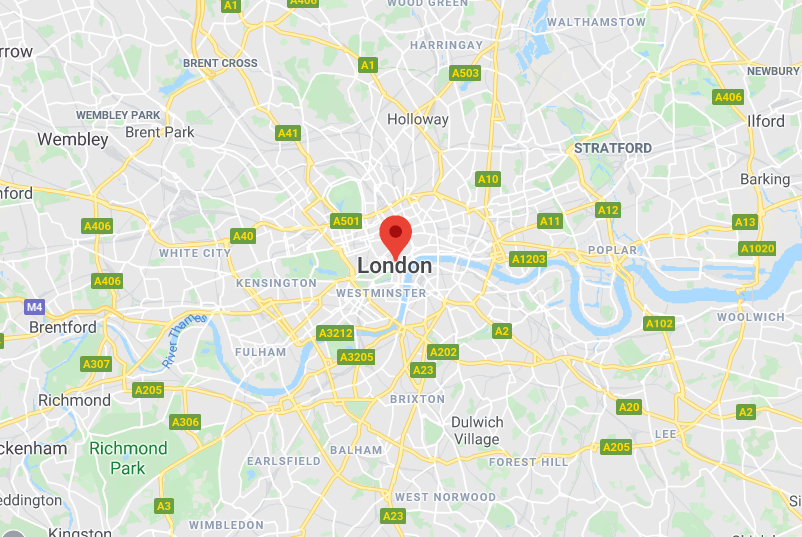 A1
A406
WOOD GREEN
WALTHAMSTOW
HARRINGAY
BRENT CROSS
A1
A503
NEWBURY
A406
WEMBLEY PARK
Holloway
Ilford
Wembley
Brent Park
A41
STRATFORD
A10
Barking
nford
A12
A406
A501
A11
A13
A40
WHITE CITY
London
A1203
POPLAR
A1020
A406
KENSINGTON
WESTMINSTER
M4
WOOLWICH
Brentford
River Thames
A3212
A2
A102
FULHAM
A3205
A202
A307
A23
A205
Richmond
BRIXTON
A20
A2
A306
Dulwich
Village
LEE
ckenham
Richmond
Park
BALHAM
A205
EARLSFIELD
FOREST HILL
eddington
A3
WEST NORWOOD
Si
A23
WIMBLEDON
Kingston